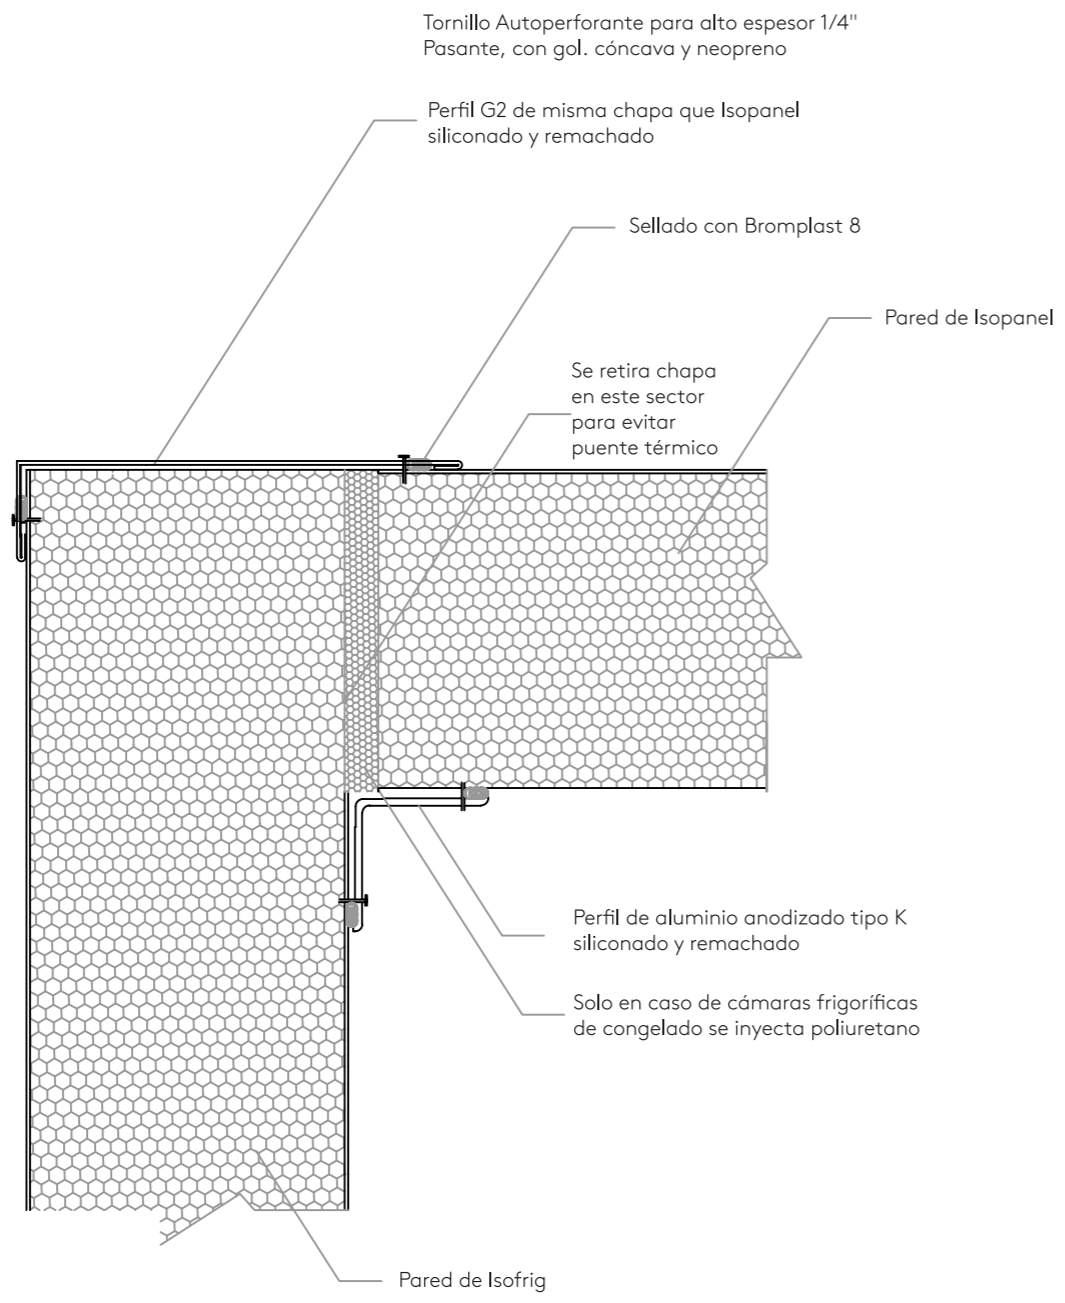 Tornillo Autoperforante para alto espesor 1/4"
Pasante, con gol. cóncava y neopreno
Perfil G2 de misma chapa que Isopanel
siliconado y remachado
Sellado con Bromplast 8
Pared de Isopanel
Se retira chapa
en este sector
para evitar
puente térmico
Perfil de aluminio anodizado tipo K
siliconado y remachado
Solo en caso de cámaras frigoríficas
de congelado se inyecta poliuretano
Pared de Isofrig